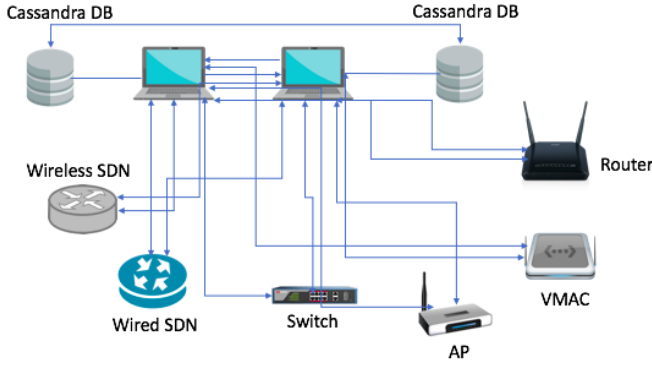 Cassandra DB
Cassandra DB
Router
Wireless SDN
VMAC
Wired SDN
Switch
AP